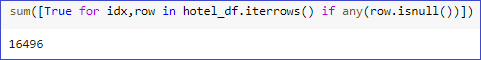 sum([True for idx,row in hotel_df.iterrows() if any(row.isnull())])
16496